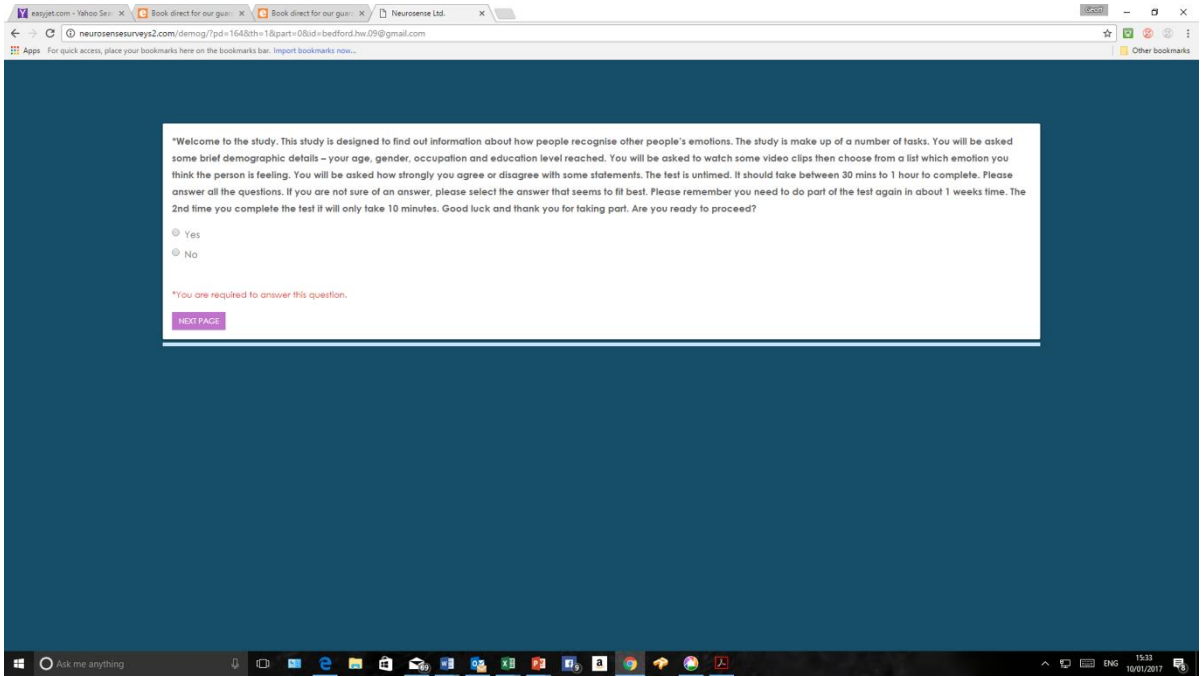 easyjet.com - Yahoo Sear
Book direct for our guar
Book direct for our guar
Neurosense Ltd.
Geoff
neurosensesurveys2.com/demog/?pd=164&th=1&part=0&id=bedford.hw.09@gmail.com
Apps For quick access, place your bookmarks here on the bookmarks bar. Import bookmarks now...
Other bookmarks
*Welcome to the study. This study is designed to find out information about how people recognise other people's emotions. The study is make up of a number of tasks. You will be asked
some brief demographic details – your age, gender, occupation and education level reached. You will be asked to watch some video clips then choose from a list which emotion you
think the person is feeling. You will be asked how strongly you agree or disagree with some statements. The test is untimed. It should take between 30 mins to 1 hour to complete. Please
answer all the questions. If you are not sure of an answer, please select the answer that seems to fit best. Please remember you need to do part of the test again in about 1 weeks time. The
2nd time you complete the test it will only take 10 minutes. Good luck and thank you for taking part. Are you ready to proceed?
Yes
No
*You are required to answer this question.
NEXT PAGE
Ask me anything
69
9
ENG
15:33
10/01/2017